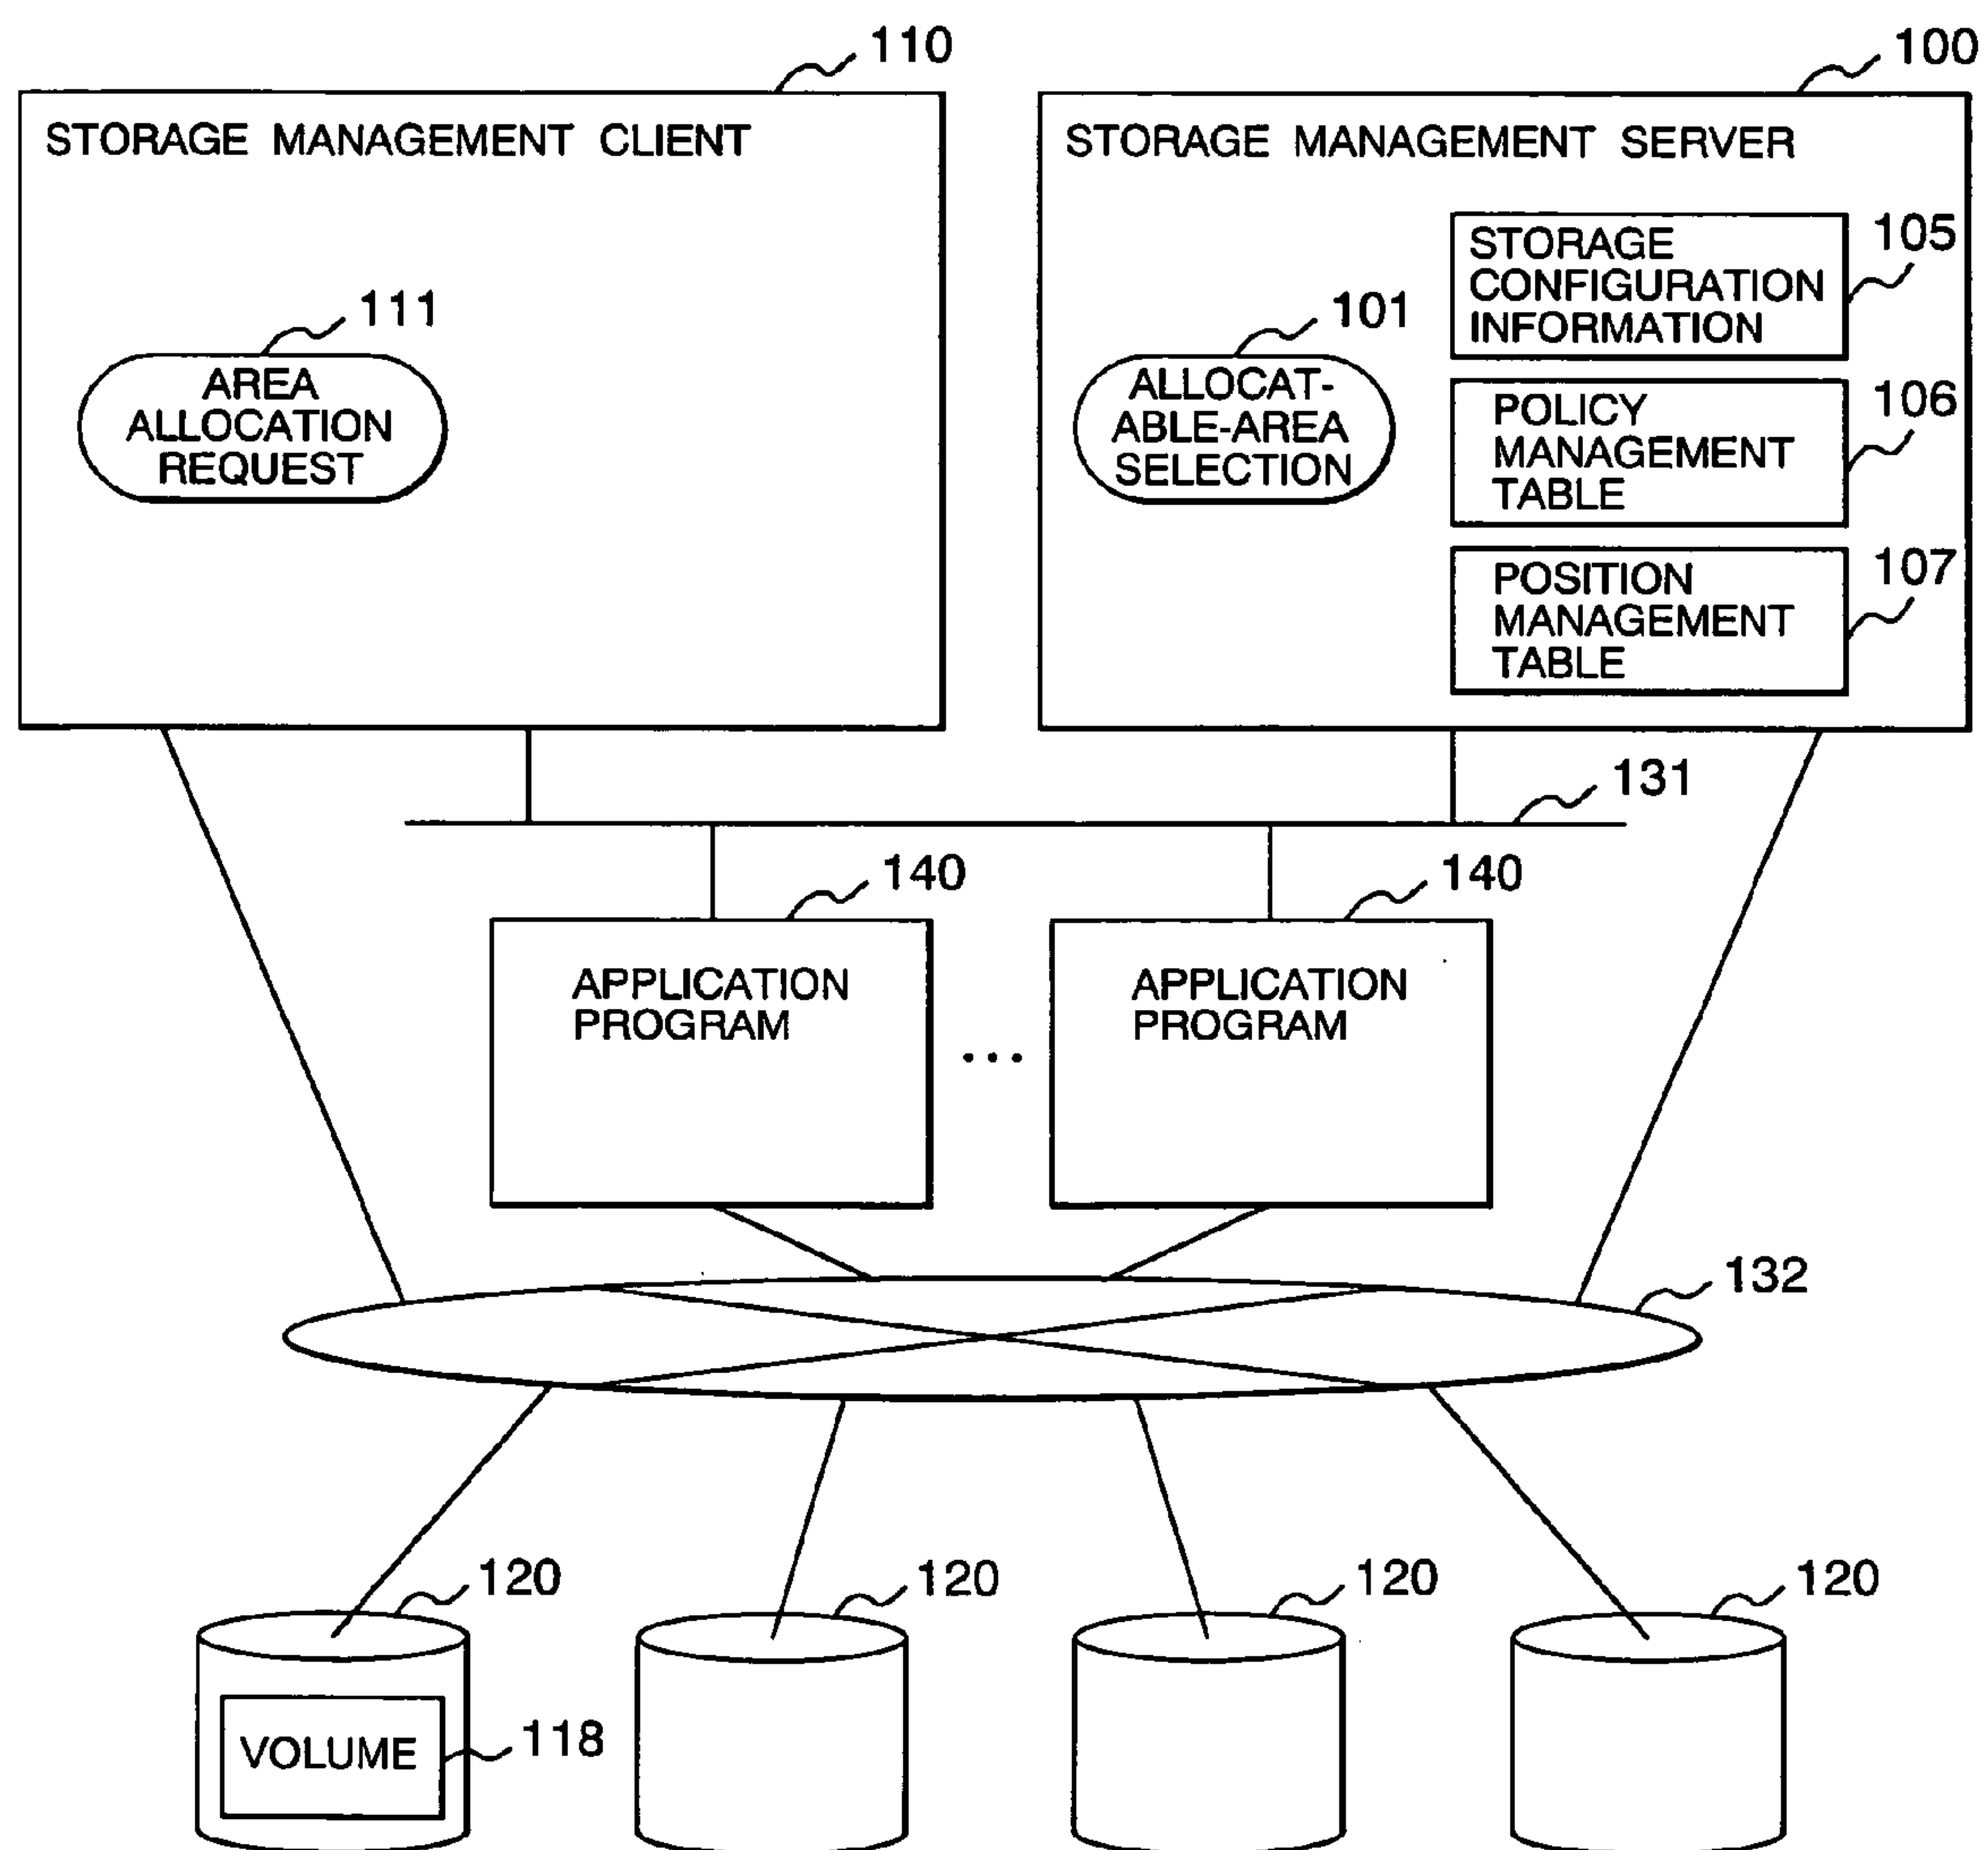 110
100
STORAGE MANAGEMENT CLIENT
STORAGE MANAGEMENT SERVER
111
AREA
ALLOCATION
REQUEST
101
ALLOCAT-
ABLE-AREA
SELECTION
105
STORAGE
CONFIGURATION
INFORMATION
106
POLICY
MANAGEMENT
TABLE
107
POSITION
MANAGEMENT
TABLE
131
140
140
APPLICATION
PROGRAM
...
APPLICATION
PROGRAM
132
120
120
120
120
VOLUME
118